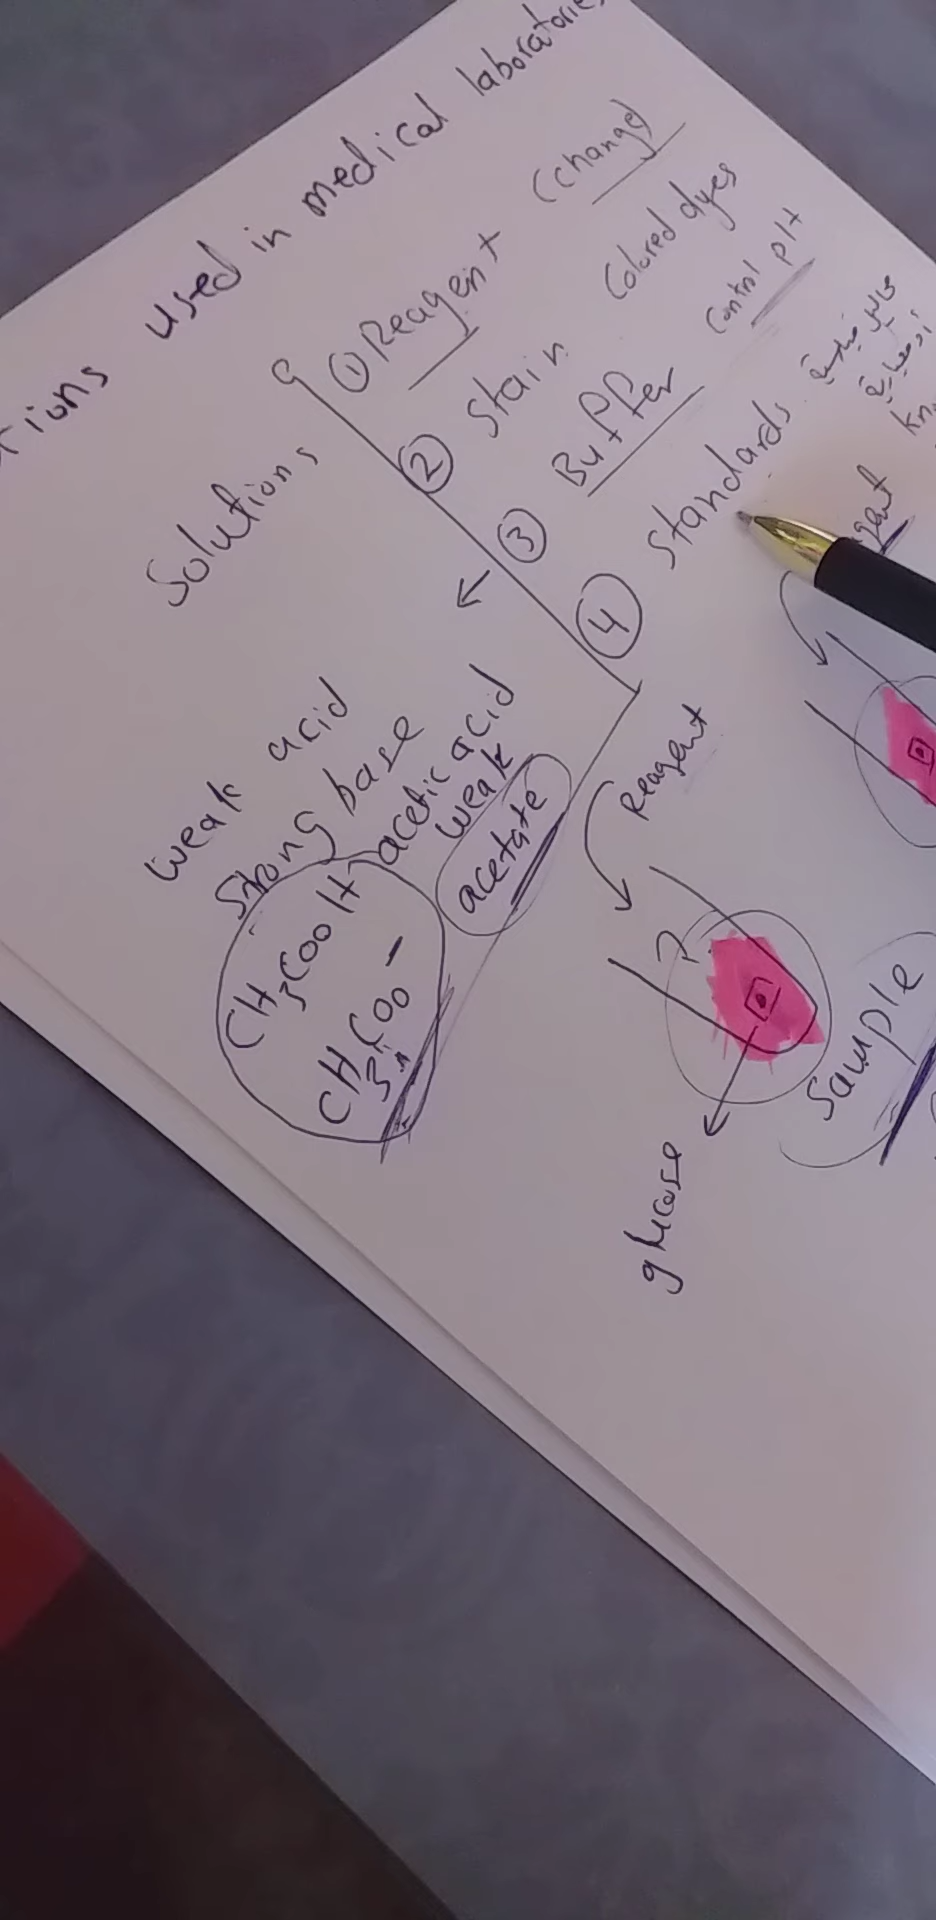 tions used in medical laboratories
Solutions
① Reagent (change)
② Stain Colored dyes
③ Buffer Control pH
④ Standards
weak acid
strong base
CH3COOH acetic acid
weak
CH3COO-
acetate
Reagent
?
glucose
Sample
gent